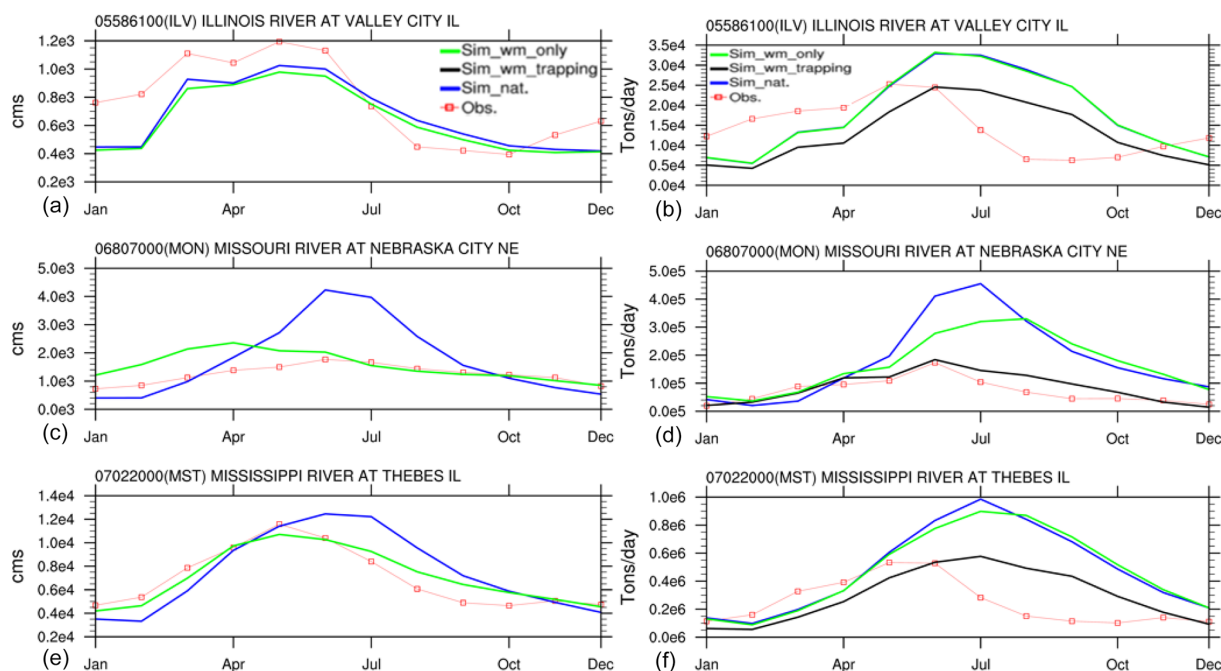 05586100(ILV) ILLINOIS RIVER AT VALLEY CITY IL
1.2e3
1.0e3
0.8e3
0.6e3
0.4e3
0.2e3
cms
Sim_wm_only
Sim_wm_trapping
Sim_nat.
Obs.
(a)
Jan Apr Jul Oct Dec
05586100(ILV) ILLINOIS RIVER AT VALLEY CITY IL
3.5e4
3.0e4
2.5e4
2.0e4
1.5e4
1.0e4
0.5e4
0.0e4
Tons/day
Sim_wm_only
Sim_wm_trapping
Sim_nat.
Obs.
(b)
Jan Apr Jul Oct Dec
06807000(MON) MISSOURI RIVER AT NEBRASKA CITY NE
5.0e3
4.0e3
3.0e3
2.0e3
1.0e3
0.0e3
cms
(c)
Jan Apr Jul Oct Dec
06807000(MON) MISSOURI RIVER AT NEBRASKA CITY NE
5.0e5
4.0e5
3.0e5
2.0e5
1.0e5
0.0e5
Tons/day
(d)
Jan Apr Jul Oct Dec
07022000(MST) MISSISSIPPI RIVER AT THEBES IL
1.4e4
1.2e4
1.0e4
0.8e4
0.6e4
0.4e4
0.2e4
cms
(e)
Jan Apr Jul Oct Dec
07022000(MST) MISSISSIPPI RIVER AT THEBES IL
1.0e6
0.8e6
0.6e6
0.4e6
0.2e6
0.0e6
Tons/day
(f)
Jan Apr Jul Oct Dec